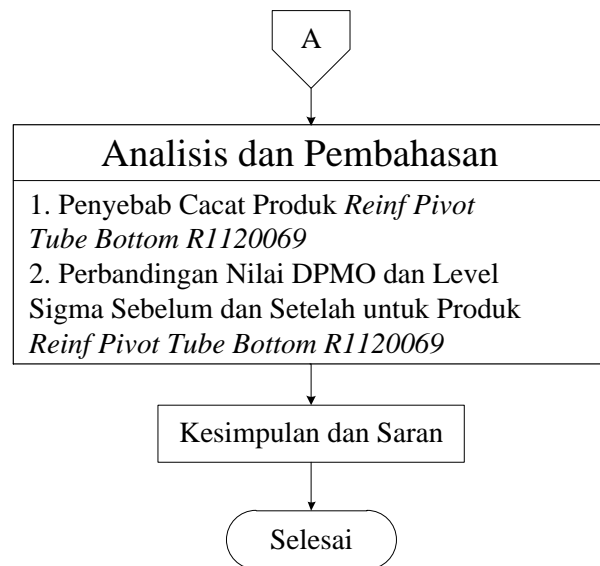 A
Analisis dan Pembahasan
1. Penyebab Cacat Produk Reinf Pivot
Tube Bottom R1120069
2. Perbandingan Nilai DPMO dan Level
Sigma Sebelum dan Setelah untuk Produk
Reinf Pivot Tube Bottom R1120069
Kesimpulan dan Saran
Selesai